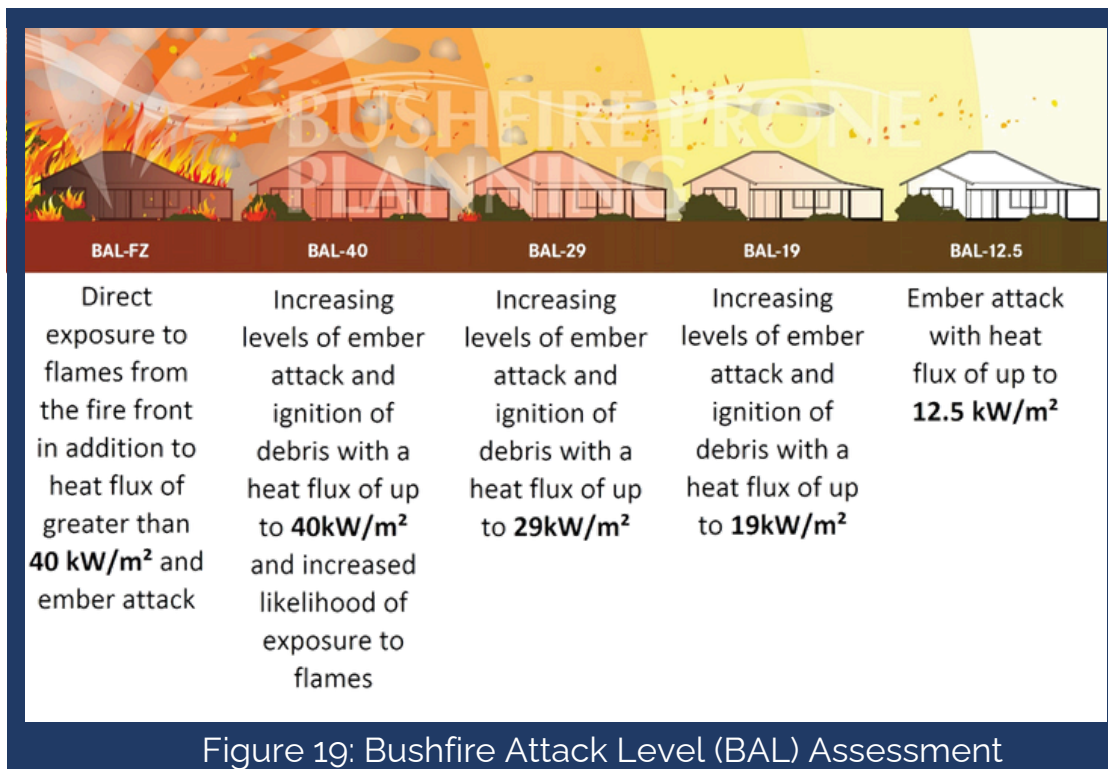 BUSHFIRE PRONE
PLANNING
BAL-FZ
BAL-40
BAL-29
BAL-19
BAL-12.5
Direct
exposure to
flames from
the fire front
in addition to
heat flux of
greater than
40 kW/m² and
ember attack
Increasing
levels of ember
attack and
ignition of
debris with a
heat flux of up
to 40kW/m²
and increased
likelihood of
exposure to
flames
Increasing
levels of ember
attack and
ignition of
debris with a
heat flux of up
to 29kW/m²
Increasing
levels of ember
attack and
ignition of
debris with a
heat flux of up
to 19kW/m²
Ember attack
with heat
flux of up to
12.5 kW/m²
Figure 19: Bushfire Attack Level (BAL) Assessment